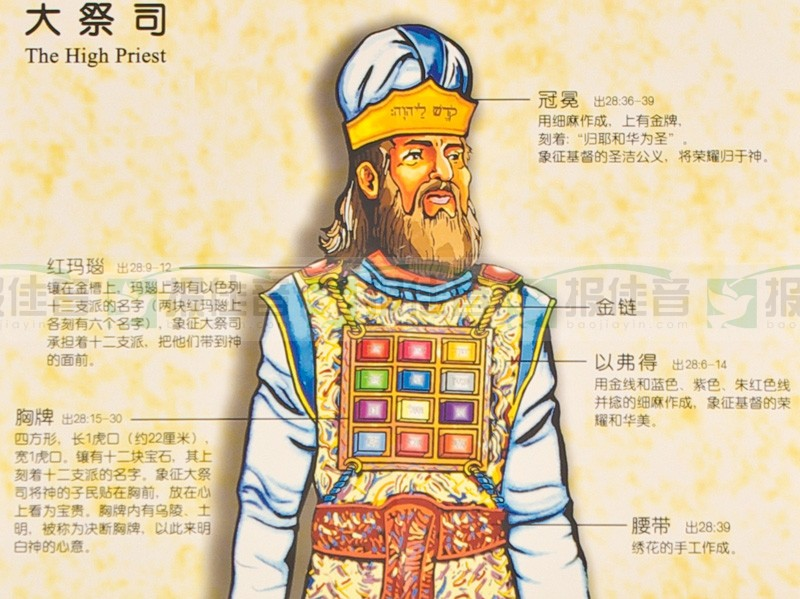 大祭司
The High Priest
冠冕 出28:36-39
用细麻作成，上有金牌，
刻着：“归耶和华为圣”。
象征基督的圣洁公义，将荣耀归于神。
קדש ליהוה
红玛瑙 出28:9-12
镶在金槽上，玛瑙上刻有以色列
十二支派的名字（两块红玛瑙上
各刻有六个名字），象征大祭司
承担着十二支派，把他们带到神
的面前。
金链
以弗得 出28:6-14
用金线和蓝色、紫色、朱红色线
并捻的细麻作成，象征基督的荣
耀和华美。
胸牌 出28:15-30
四方形，长1虎口（约22厘米），
宽1虎口。镶有十二块宝石，其上
刻着十二支派的名字。象征大祭
司将神的子民贴在胸前，放在心
上看为宝贵。胸牌内有乌陵、土
明，被称为决断胸牌，以此来明
白神的心意。
腰带 出28:39
绣花的手工作成。
报佳音
baojiayin.com